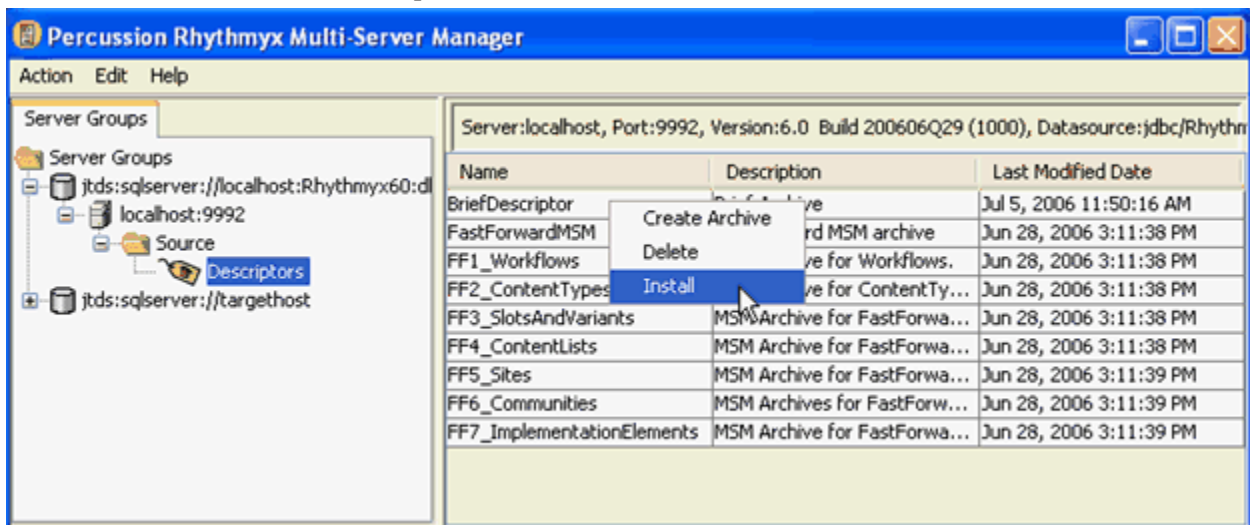 Percussion Rhythmyx Multi-Server Manager
Action Edit Help
Server Groups
Server Groups
jtds:sqlserver://localhost:Rhythmyx60:d
localhost:9992
Source
Descriptors
jtds:sqlserver://targethost
Server:localhost, Port:9992, Version:6.0 Build 200606Q29 (1000), Datasource:jdbc/Rhythm
Name Description Last Modified Date
BriefDescriptor ve Jul 5, 2006 11:50:16 AM
FastForwardMSM rd MSM archive Jun 28, 2006 3:11:38 PM
FF1_Workflows ve for Workflows. Jun 28, 2006 3:11:38 PM
FF2_ContentTypes ve for ContentTy... Jun 28, 2006 3:11:38 PM
FF3_SlotsAndVariants MSM Archive for FastForwa... Jun 28, 2006 3:11:38 PM
FF4_ContentLists MSM Archive for FastForwa... Jun 28, 2006 3:11:38 PM
FF5_Sites MSM Archive for FastForwa... Jun 28, 2006 3:11:39 PM
FF6_Communities MSM Archives for FastForw... Jun 28, 2006 3:11:39 PM
FF7_ImplementationElements MSM Archive for FastForwa... Jun 28, 2006 3:11:39 PM
Create Archive
Delete
Install